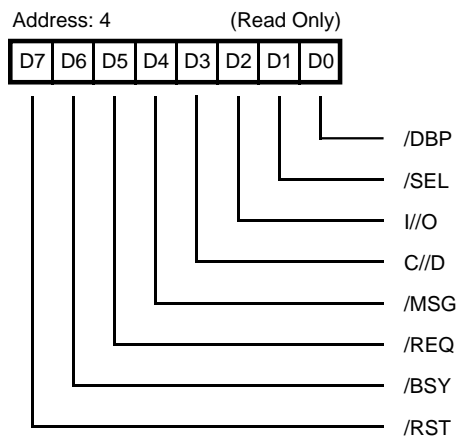 Address: 4 (Read Only)
D7 D6 D5 D4 D3 D2 D1 D0
/DBP
/SEL
I//O
C//D
/MSG
/REQ
/BSY
/RST